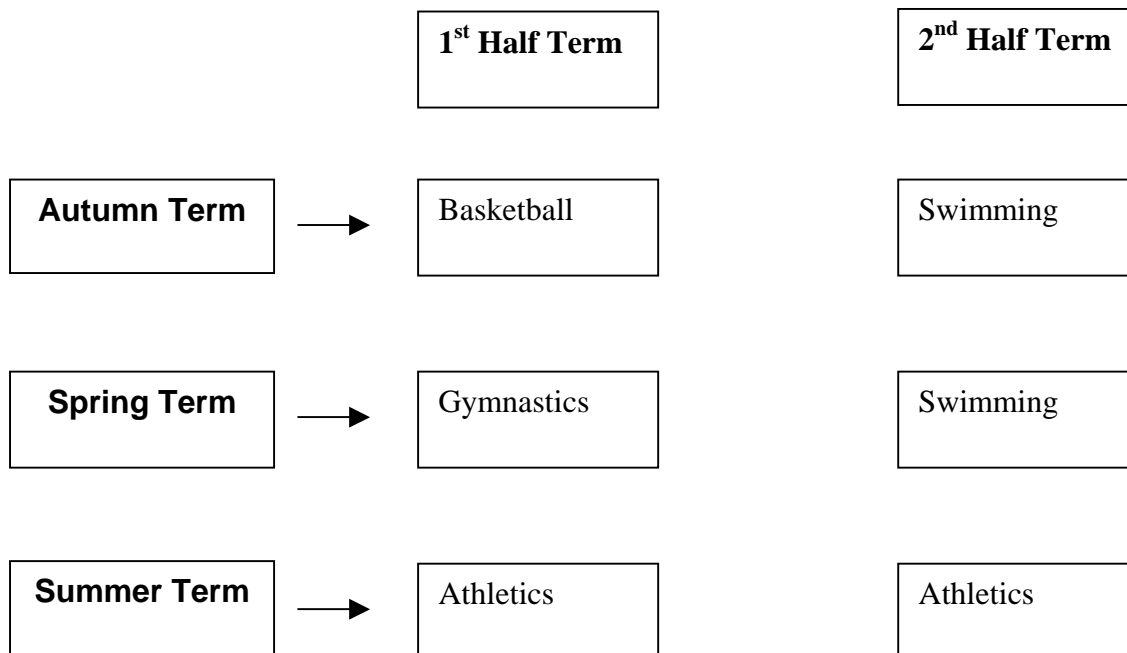 1st Half Term 2nd Half Term
Autumn Term Basketball Swimming
Spring Term Gymnastics Swimming
Summer Term Athletics Athletics